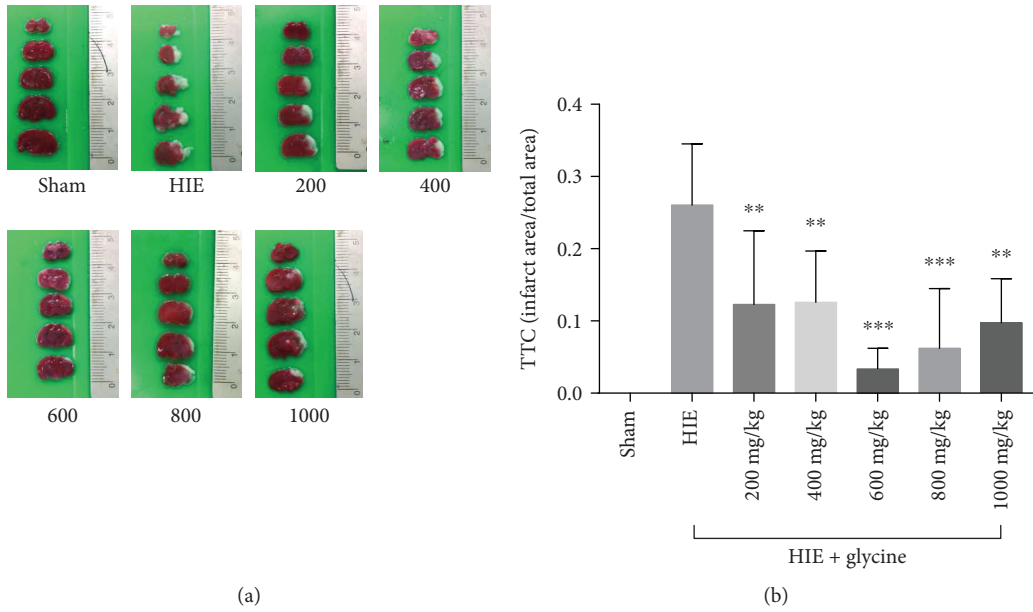 Sham
HIE
200
400
600
800
1000
(a)
TTC (infarct area/total area)
0.4
0.3
0.2
0.1
0.0
**
**
***
***
**
Sham
HIE
200 mg/kg
400 mg/kg
600 mg/kg
800 mg/kg
1000 mg/kg
HIE + glycine
(b)